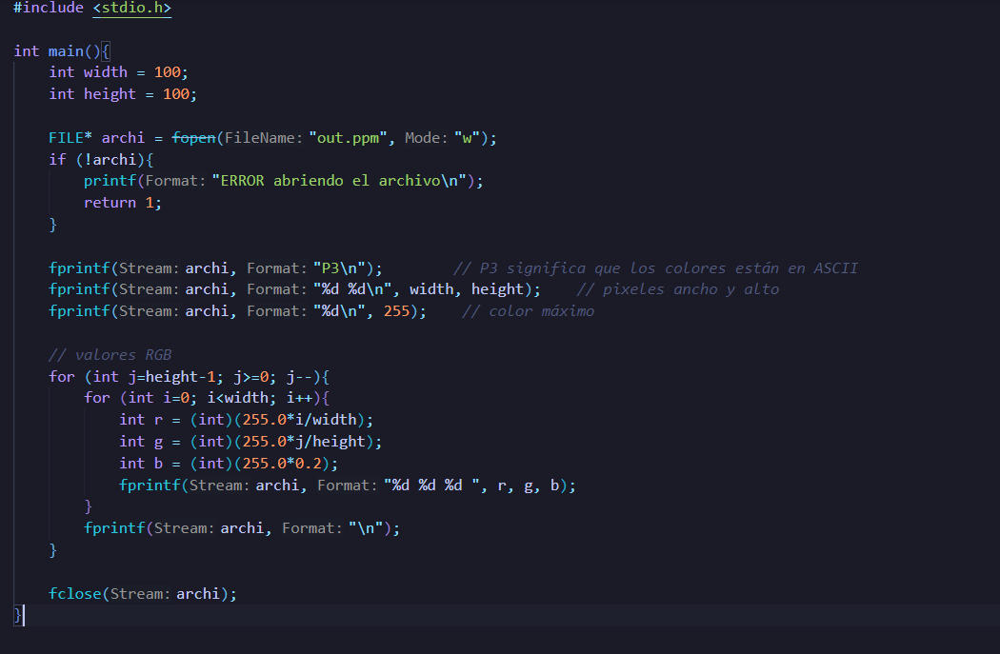 #include <stdio.h>
int main(){
    int width = 100;
    int height = 100;
    FILE* archi = fopen(FileName: "out.ppm", Mode: "w");
    if (!archi){
        printf(Format: "ERROR abriendo el archivo\n");
        return 1;
    }
    fprintf(Stream: archi, Format: "P3\n");        // P3 significa que los colores están en ASCII
    fprintf(Stream: archi, Format: "%d %d\n", width, height);    // pixeles ancho y alto
    fprintf(Stream: archi, Format: "%d\n", 255);    // color máximo
    // valores RGB
    for (int j=height-1; j>=0; j--){
        for (int i=0; i<width; i++){
            int r = (int)(255.0*i/width);
            int g = (int)(255.0*j/height);
            int b = (int)(255.0*0.2);
            fprintf(Stream: archi, Format: "%d %d %d ", r, g, b);
        }
        fprintf(Stream: archi, Format: "\n");
    }
    fclose(Stream: archi);
}